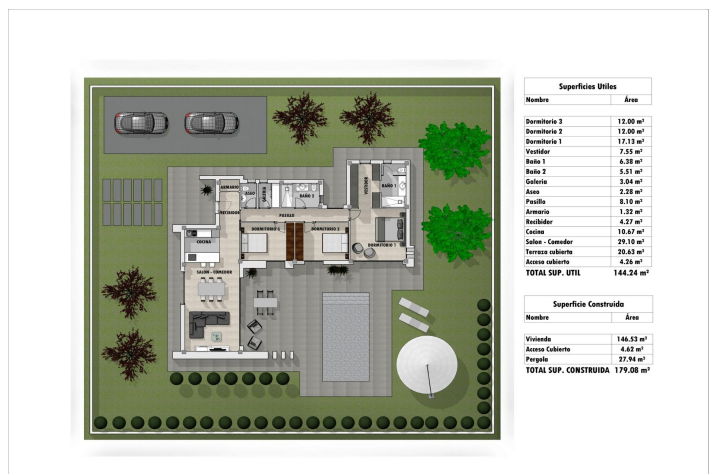 ARMARIO
ASEO
GALERIA
BAÑO 2
VESTIDOR
BAÑO 1
RECIBIDOR
PASILLO
COCINA
DORMITORIO 3
DORMITORIO 2
DORMITORIO 1
SALON - COMEDOR
Superficies Utiles
Nombre Área
Dormitorio 3 12.00 m²
Dormitorio 2 12.00 m²
Dormitorio 1 17.13 m²
Vestidor 7.55 m²
Baño 1 6.38 m²
Baño 2 5.51 m²
Galeria 3.04 m²
Aseo 2.28 m²
Pasillo 8.10 m²
Armario 1.32 m²
Recibidor 4.27 m²
Cocina 10.67 m²
Salon - Comedor 29.10 m²
Terraza cubierta 20.63 m²
Acceso cubierto 4.26 m²
TOTAL SUP. UTIL 144.24 m²
Superficie Construida
Nombre Área
Vivienda 146.53 m²
Acceso Cubierto 4.62 m²
Pergola 27.94 m²
TOTAL SUP. CONSTRUIDA 179.08 m²